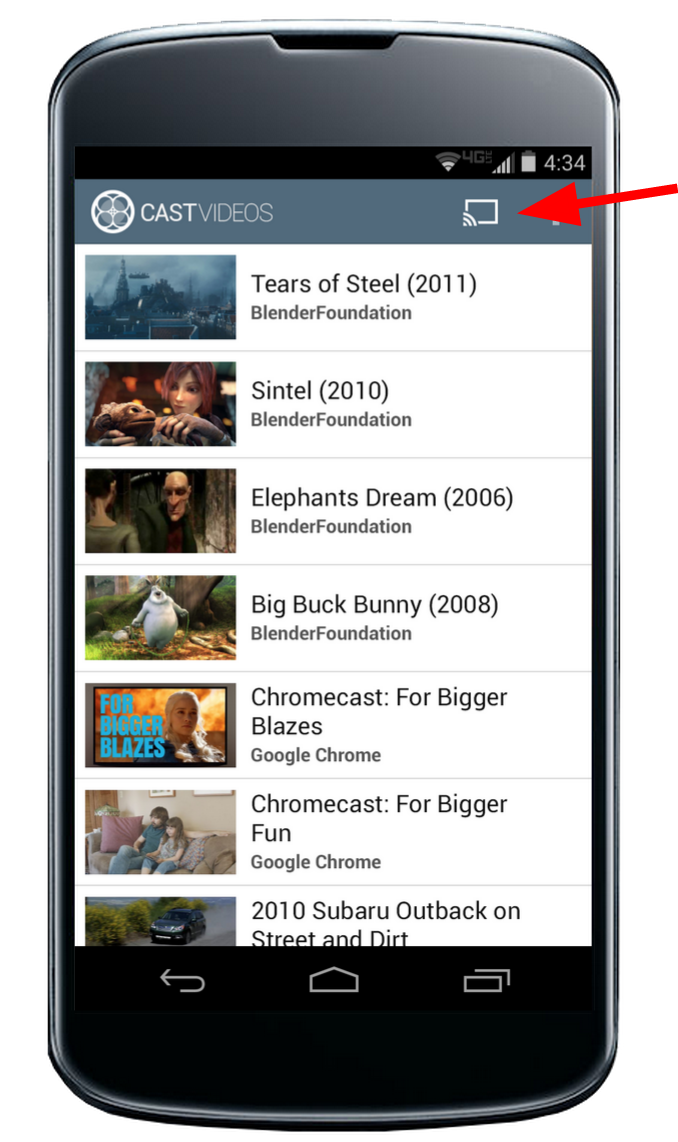 4G LTE 4:34
CASTVIDEOS
Tears of Steel (2011)
BlenderFoundation
Sintel (2010)
BlenderFoundation
Elephants Dream (2006)
BlenderFoundation
Big Buck Bunny (2008)
BlenderFoundation
FOR
BIGGER
BLAZES
Chromecast: For Bigger
Blazes
Google Chrome
Chromecast: For Bigger
Fun
Google Chrome
2010 Subaru Outback on
Street and Dirt